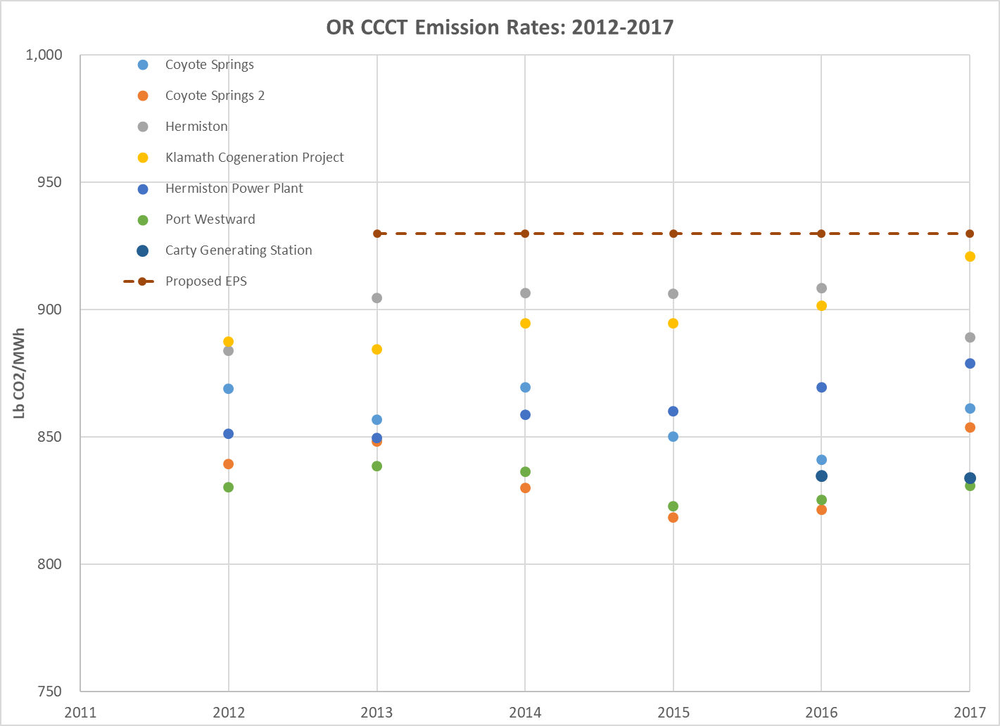 OR CCCT Emission Rates: 2012-2017
1,000
950
900
850
800
750
Lb CO2/MWh
Coyote Springs
Coyote Springs 2
Hermiston
Klamath Cogeneration Project
Hermiston Power Plant
Port Westward
Carty Generating Station
Proposed EPS
2011 2012 2013 2014 2015 2016 2017